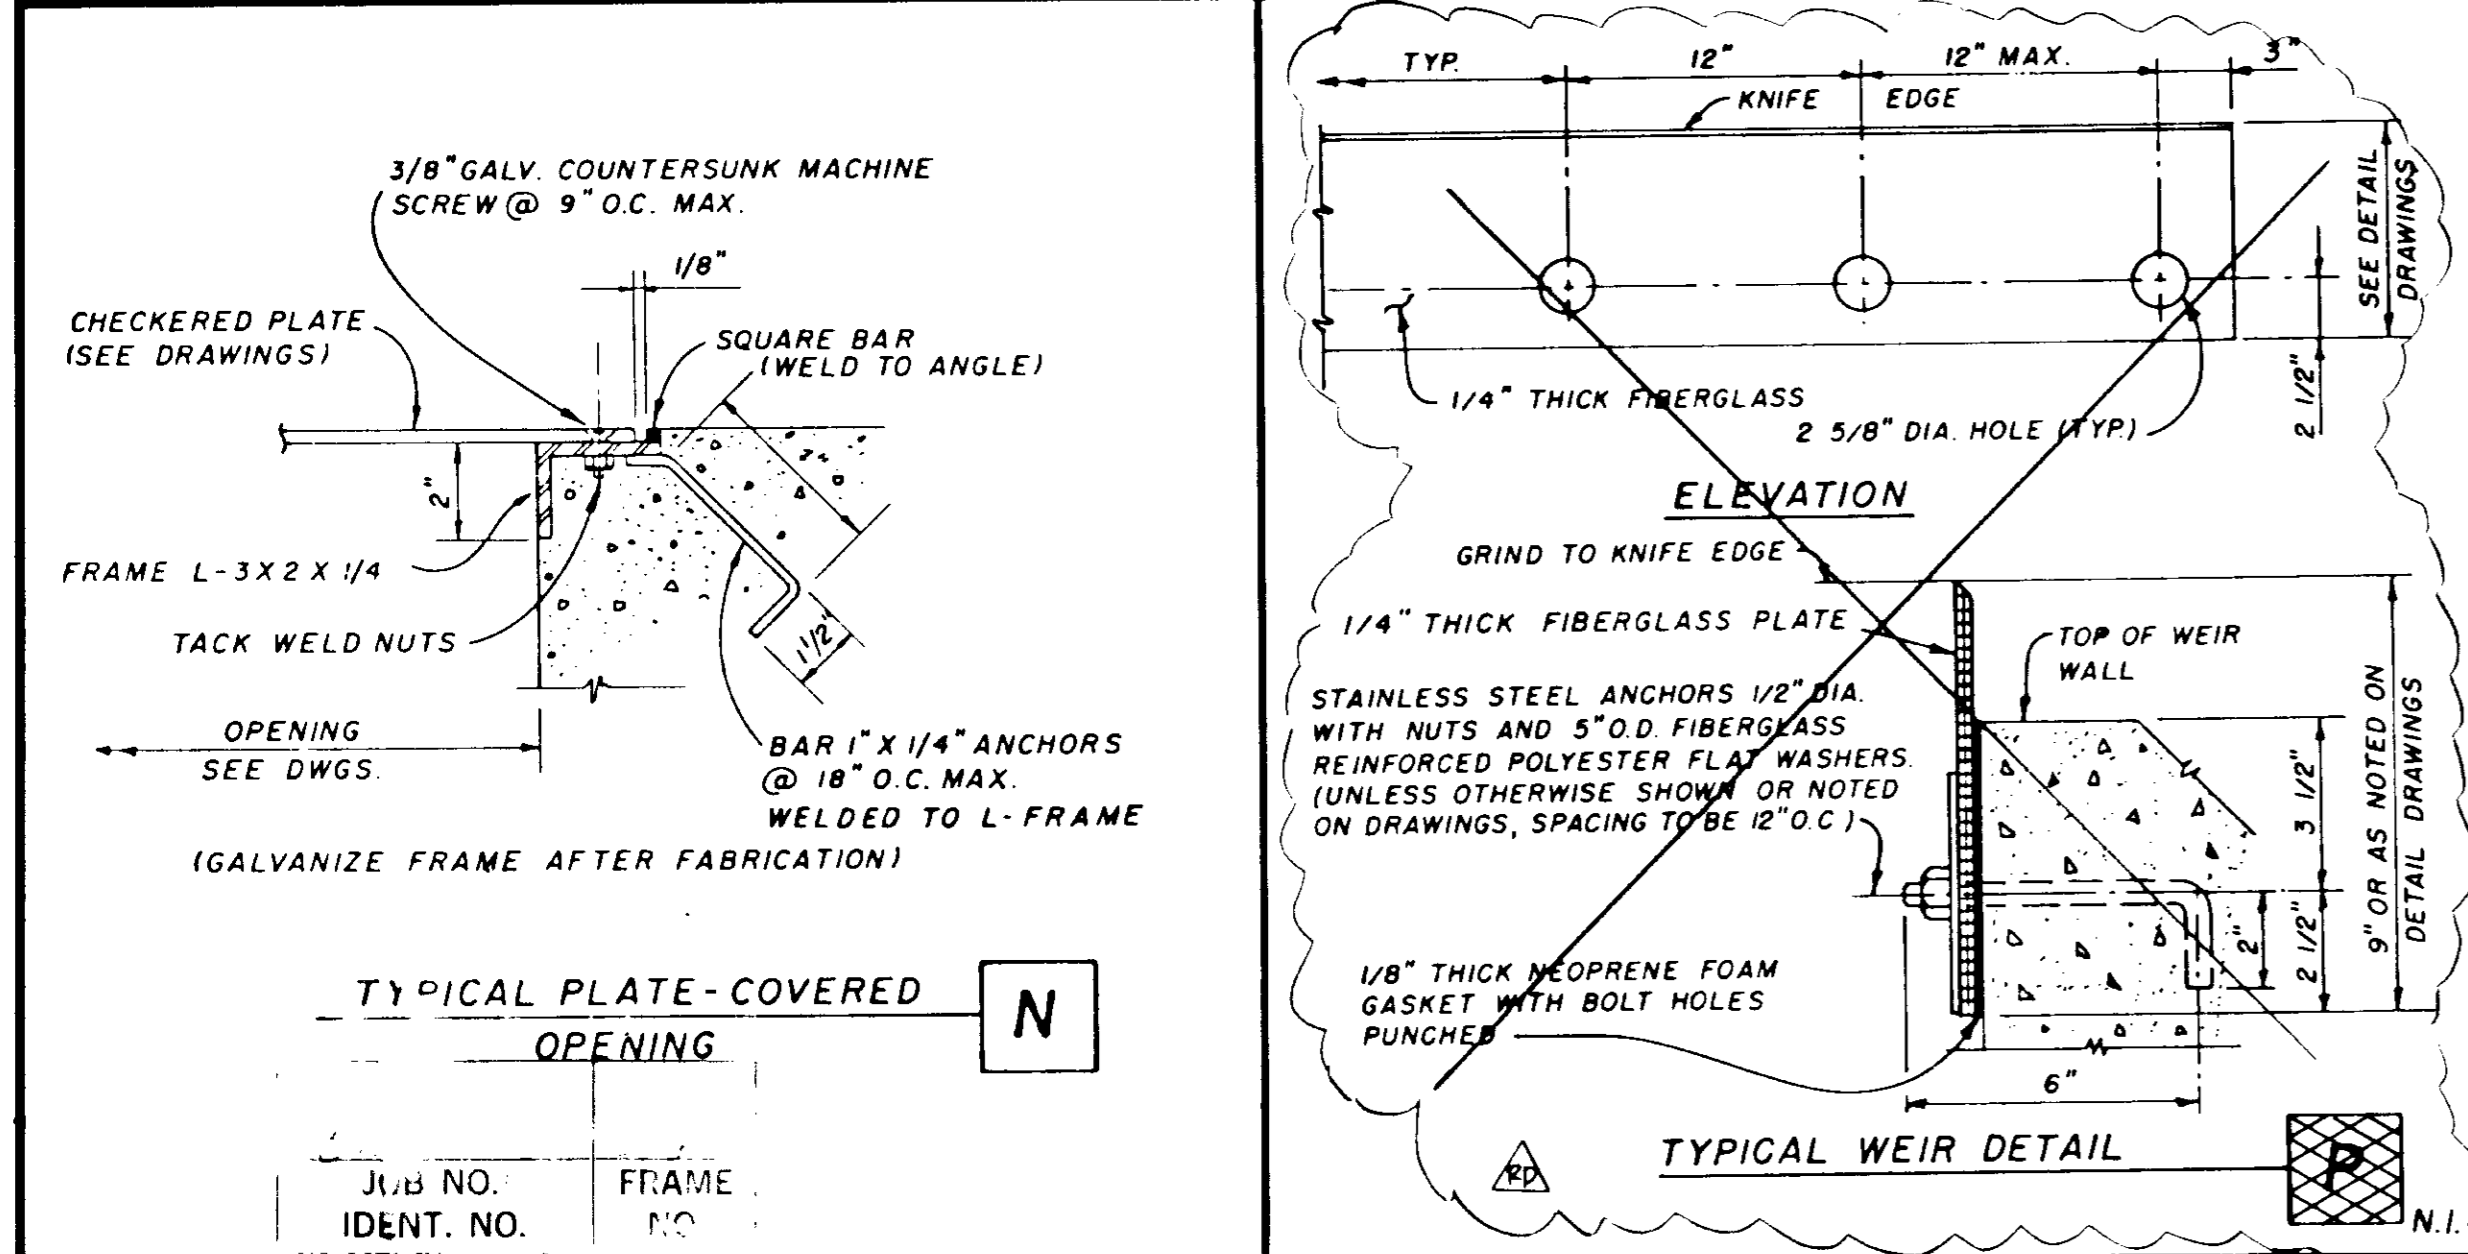 3/8" GALV. COUNTERSUNK MACHINE
SCREW @ 9" O.C. MAX.
1/8"
CHECKERED PLATE
(SEE DRAWINGS)
SQUARE BAR
(WELD TO ANGLE)
2"
FRAME L-3X2X1/4
TACK WELD NUTS
1 1/2"
OPENING
SEE DWGS.
BAR 1" X 1/4" ANCHORS
@ 18" O.C. MAX.
WELDED TO L-FRAME
(GALVANIZE FRAME AFTER FABRICATION)
TYPICAL PLATE-COVERED
OPENING
N
JOB NO.
IDENT. NO.
FRAME
NO
TYP.
12"
12" MAX.
3"
KNIFE EDGE
SEE DETAIL
DRAWINGS
1/4" THICK FIBERGLASS
2 5/8" DIA. HOLE (TYP.)
2 1/2"
ELEVATION
GRIND TO KNIFE EDGE
1/4" THICK FIBERGLASS PLATE
TOP OF WEIR
WALL
STAINLESS STEEL ANCHORS 1/2" DIA.
WITH NUTS AND 5" O.D. FIBERGLASS
REINFORCED POLYESTER FLAT WASHERS.
(UNLESS OTHERWISE SHOWN OR NOTED
ON DRAWINGS, SPACING TO BE 12" O.C)
3 1/2"
2"
2 1/2"
9" OR AS NOTED ON
DETAIL DRAWINGS
1/8" THICK NEOPRENE FOAM
GASKET WITH BOLT HOLES
PUNCHED
6"
RD
TYPICAL WEIR DETAIL
P
N.I.